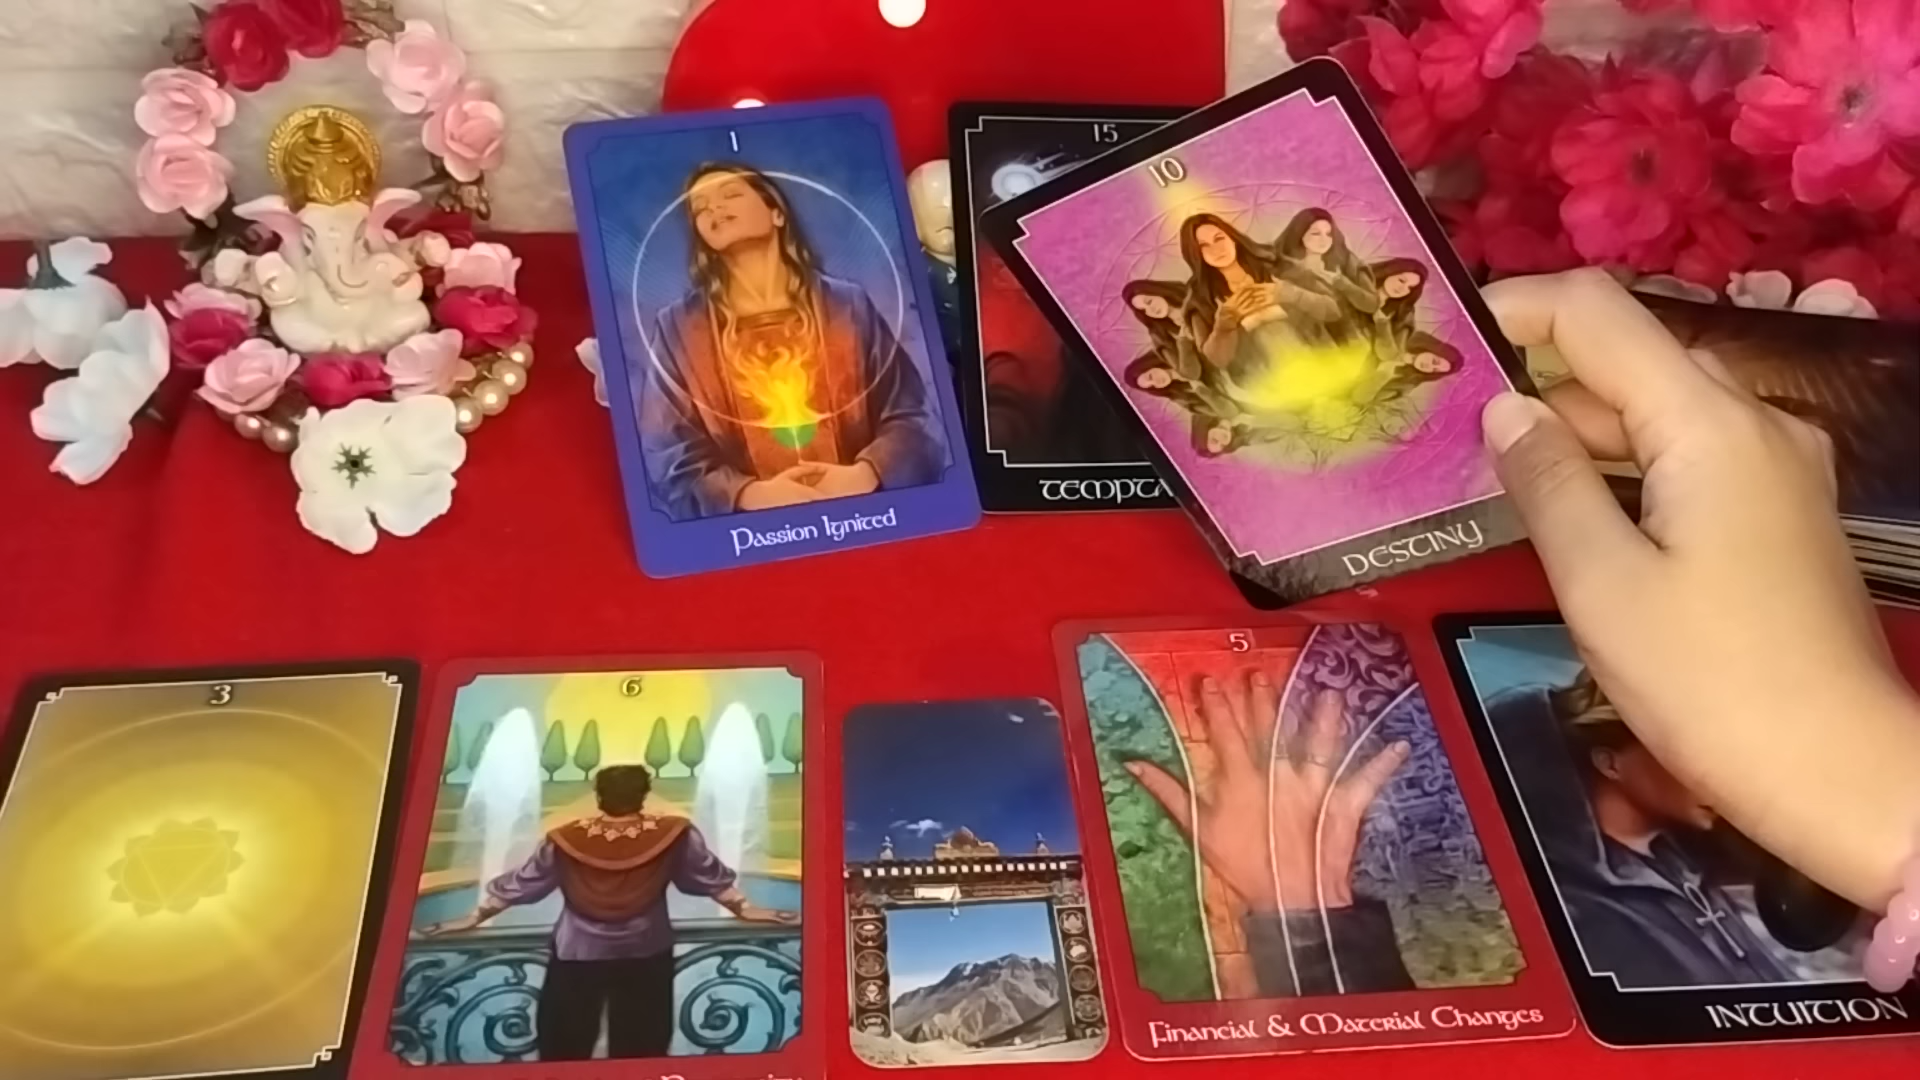 1
Passion Ignited
15
10
DESTINY
3
6
5
Financial & Material Changes
INTUITION